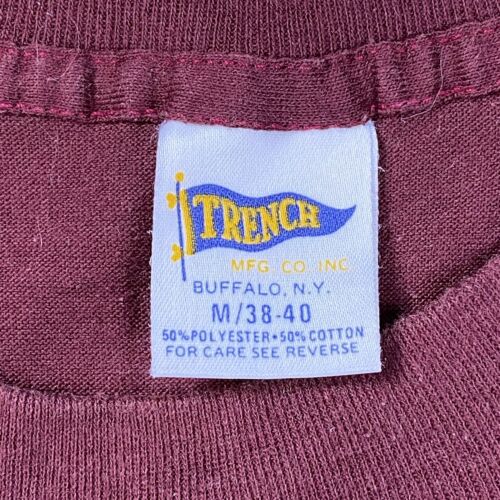 TRENCH
MFG. CO. INC.
BUFFALO, N.Y.
M/38-40
50% POLYESTER • 50% COTTON
FOR CARE SEE REVERSE